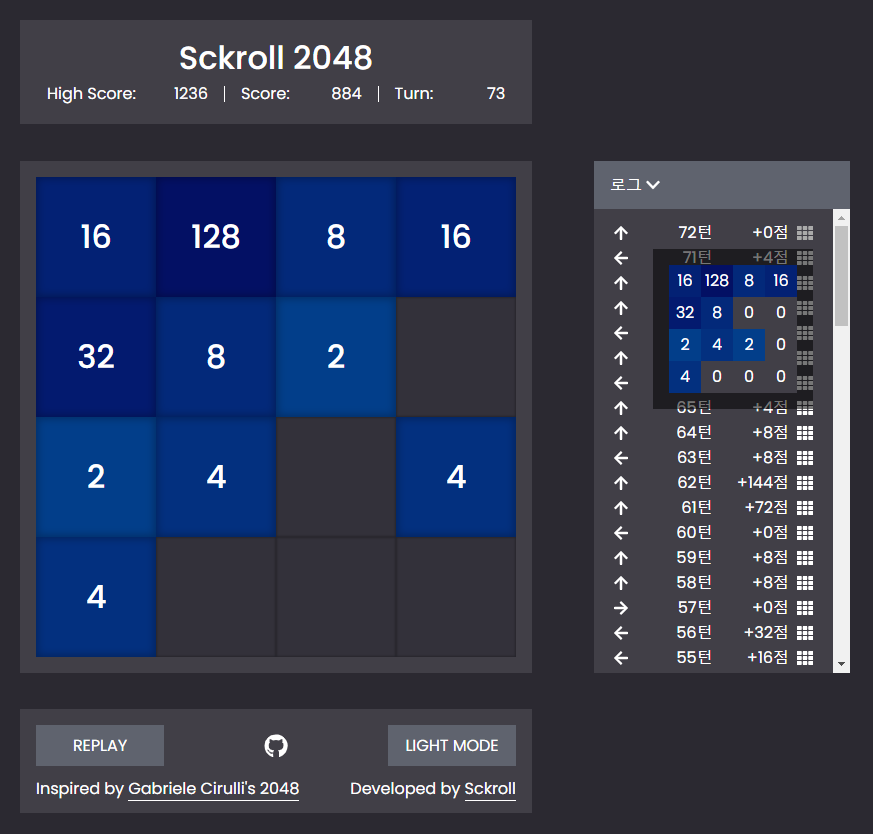 Sckroll 2048
High Score: 1236 | Score: 884 | Turn: 73
16 128 8 16
32 8 2
2 4 4
4
로그
72턴 +0점
71턴 +4점
16 128 8 16
32 8 0 0
2 4 2 0
4 0 0 0
65턴 +4점
64턴 +8점
63턴 +8점
62턴 +144점
61턴 +72점
60턴 +0점
59턴 +8점
58턴 +8점
57턴 +0점
56턴 +32점
55턴 +16점
REPLAY LIGHT MODE
Inspired by Gabriele Cirulli's 2048 Developed by Sckroll